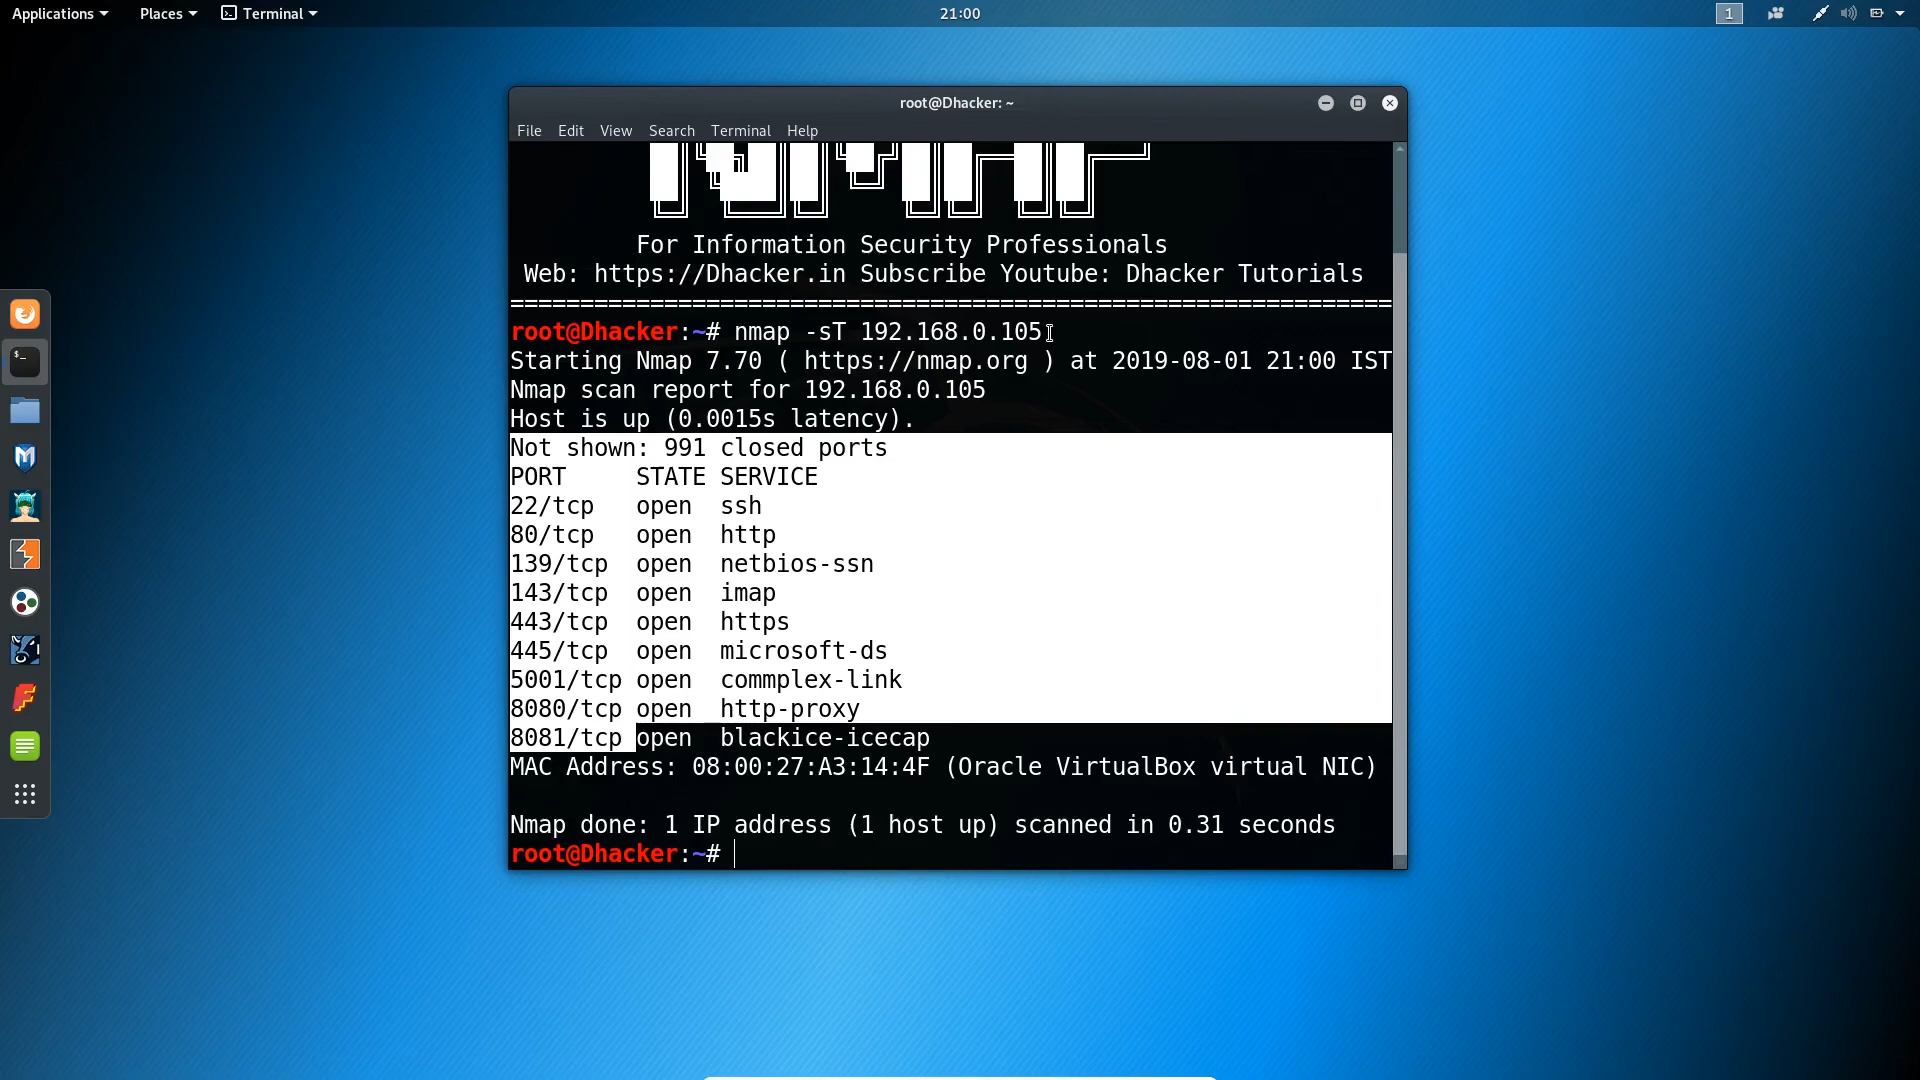 Applications Places Terminal 21:00 1
root@Dhacker: ~
File Edit View Search Terminal Help
For Information Security Professionals
Web: https://Dhacker.in Subscribe Youtube: Dhacker Tutorials
===============================================================
root@Dhacker:~# nmap -sT 192.168.0.105
Starting Nmap 7.70 ( https://nmap.org ) at 2019-08-01 21:00 IST
Nmap scan report for 192.168.0.105
Host is up (0.0015s latency).
Not shown: 991 closed ports
PORT     STATE SERVICE
22/tcp   open  ssh
80/tcp   open  http
139/tcp  open  netbios-ssn
143/tcp  open  imap
443/tcp  open  https
445/tcp  open  microsoft-ds
5001/tcp open  commplex-link
8080/tcp open  http-proxy
8081/tcp open  blackice-icecap
MAC Address: 08:00:27:A3:14:4F (Oracle VirtualBox virtual NIC)
Nmap done: 1 IP address (1 host up) scanned in 0.31 seconds
root@Dhacker:~#